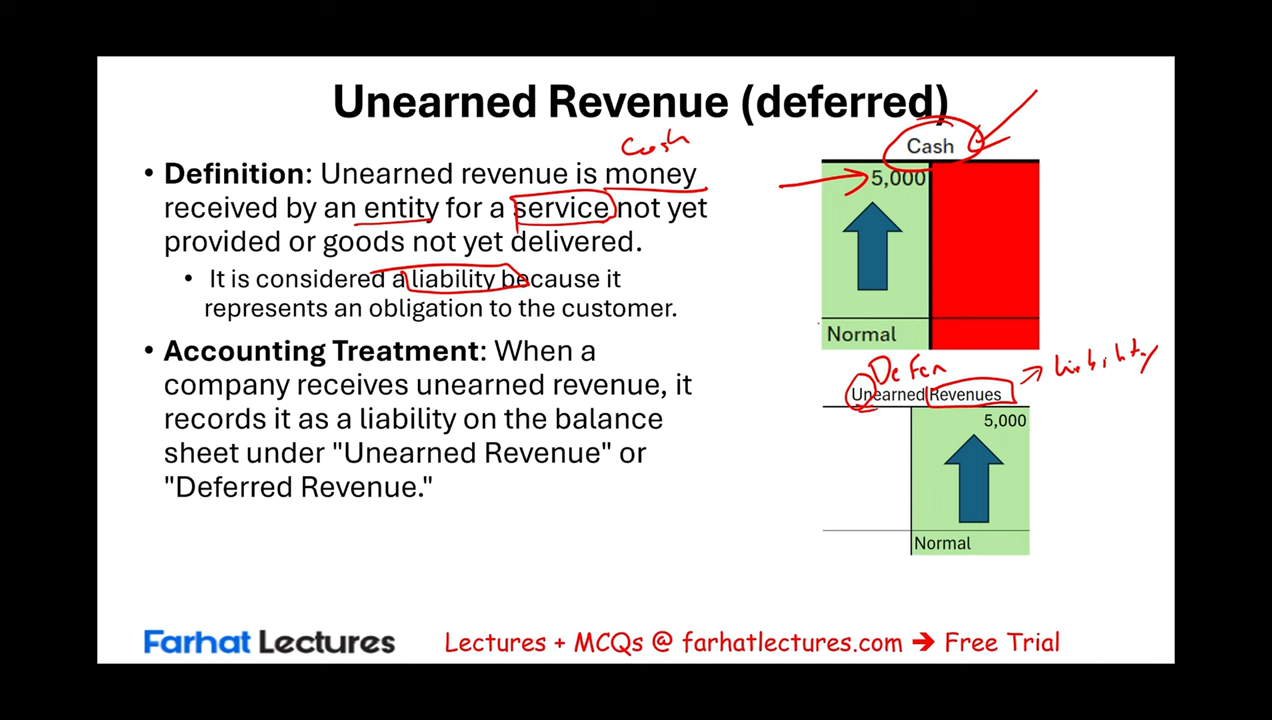 Unearned Revenue (deferred)
cash
• Definition: Unearned revenue is money
received by an entity for a service not yet
provided or goods not yet delivered.
• It is considered a liability because it
represents an obligation to the customer.
• Accounting Treatment: When a
company receives unearned revenue, it
records it as a liability on the balance
sheet under "Unearned Revenue" or
"Deferred Revenue."
Cash
5,000
Normal
Defer
liability
Unearned Revenues
5,000
Normal
Farhat Lectures
Lectures + MCQs @ farhatlectures.com ➔ Free Trial